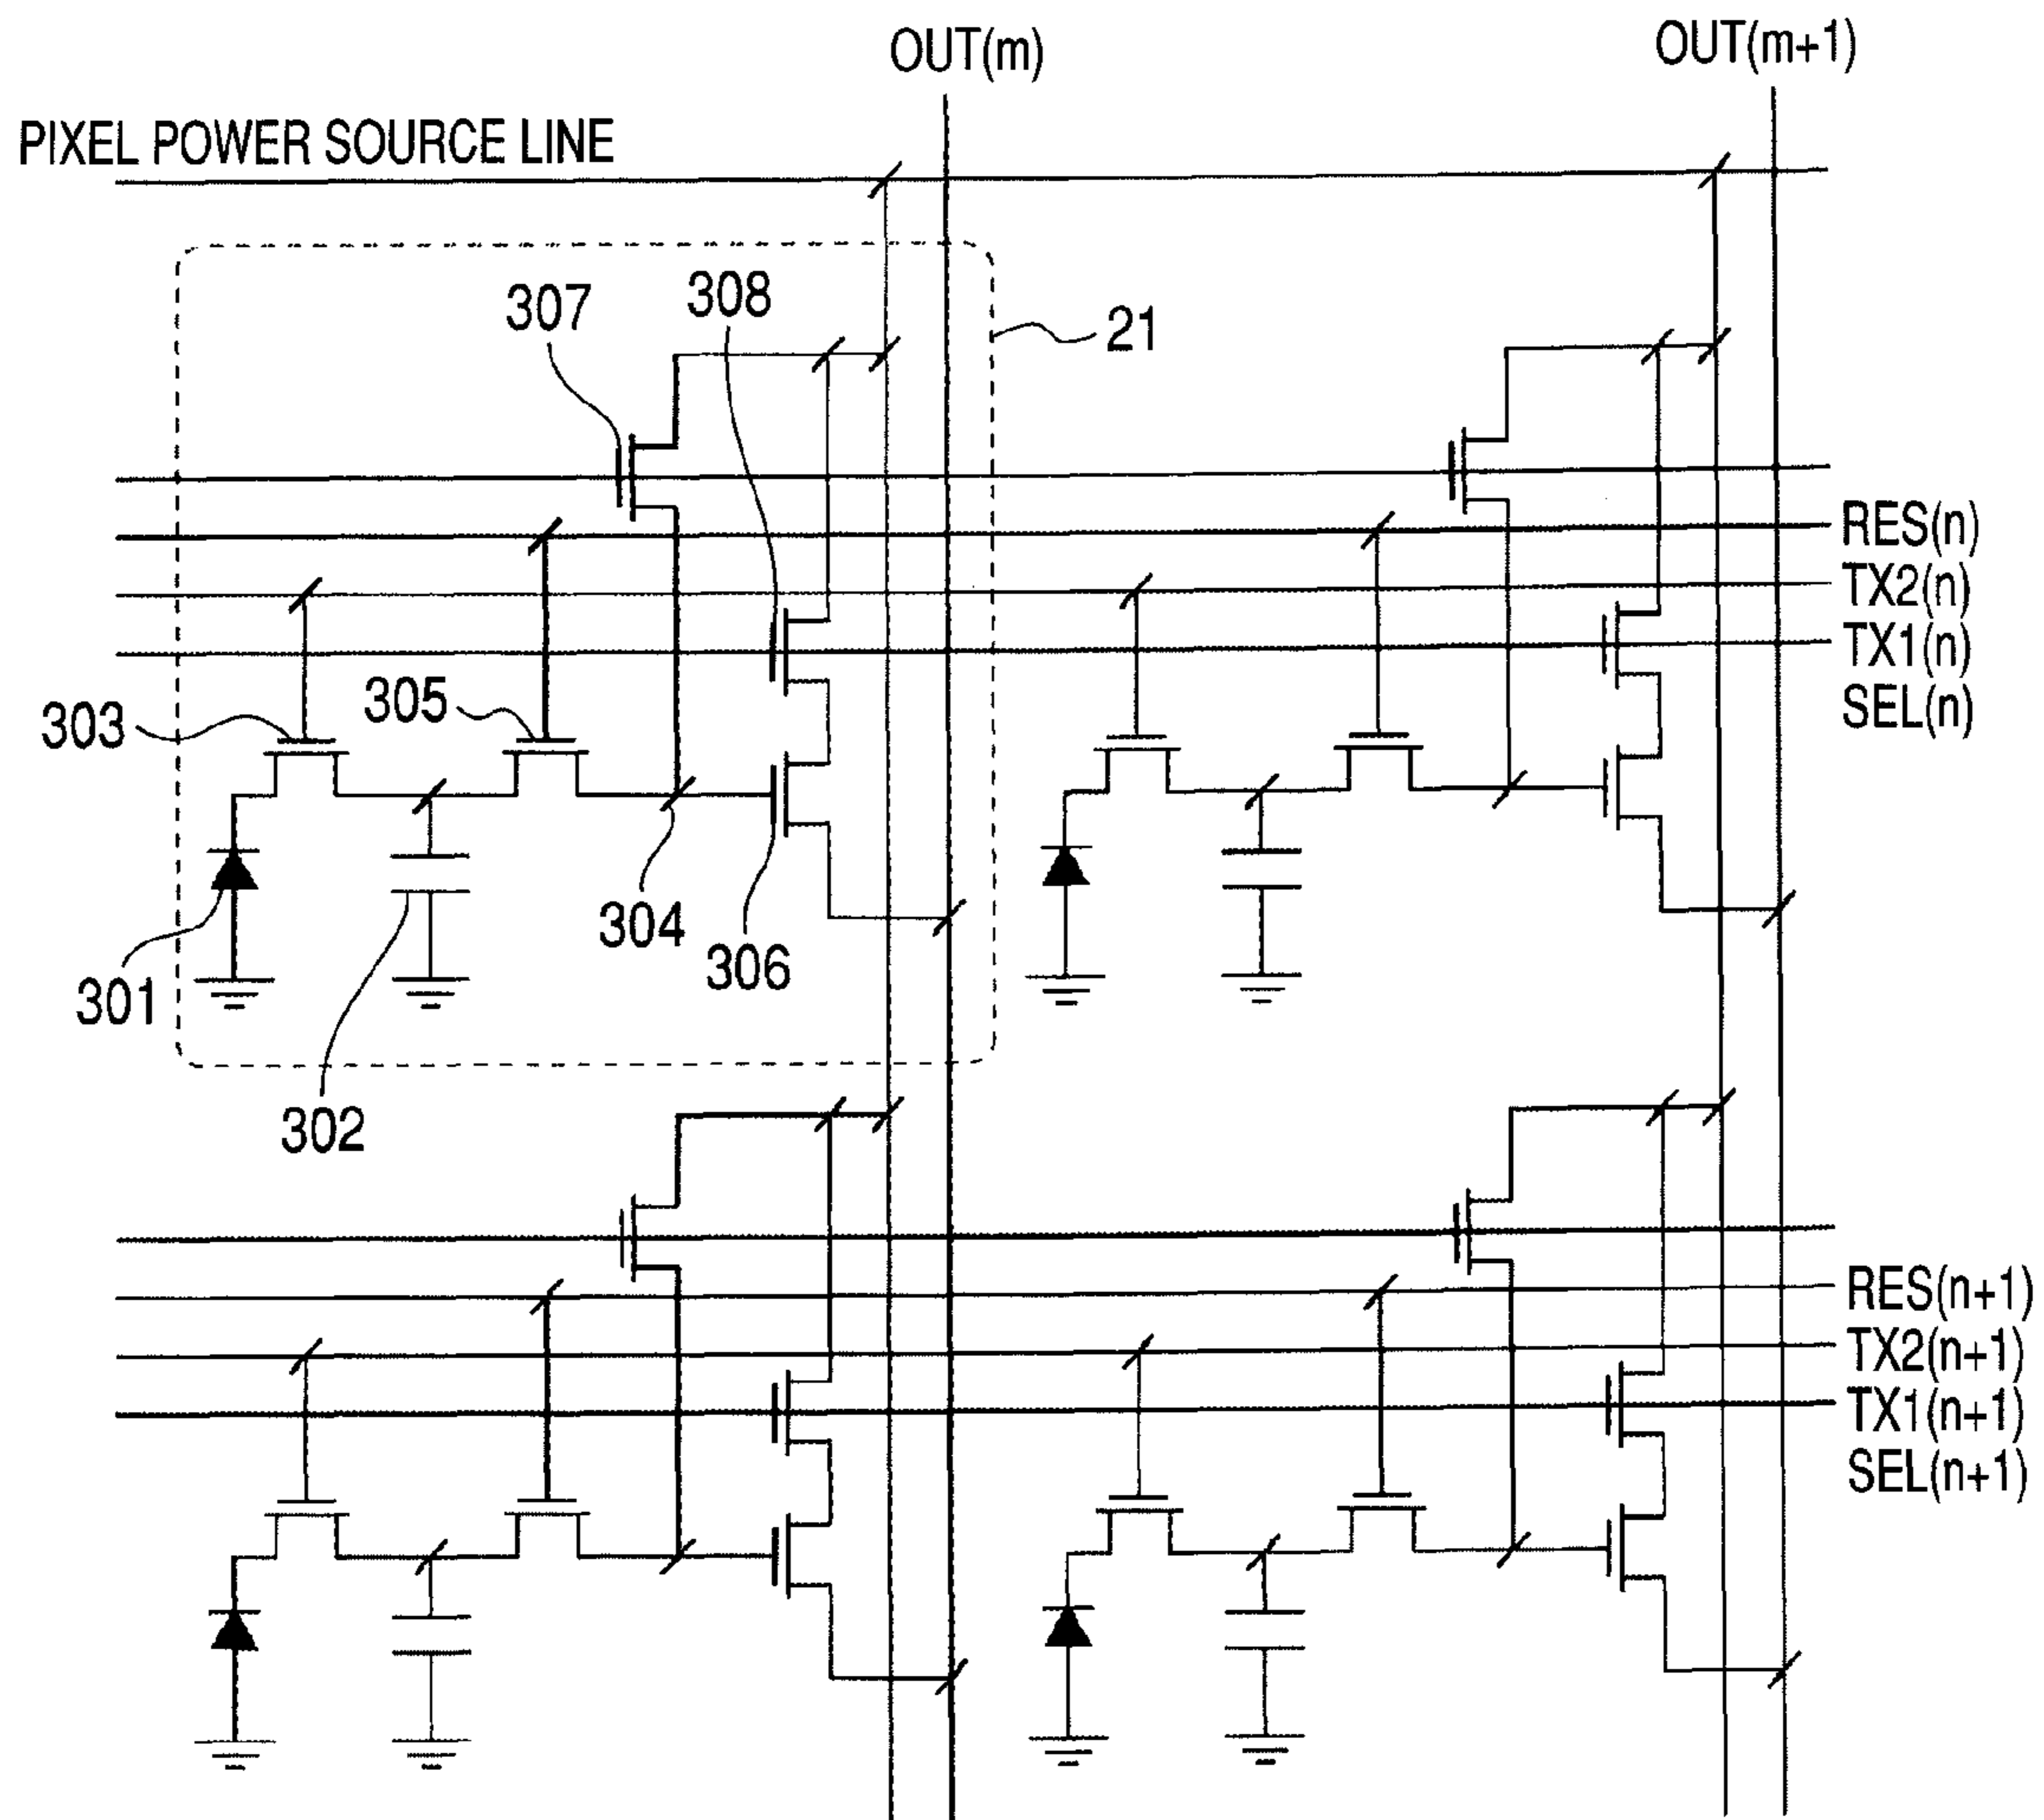 OUT(m)
OUT(m+1)
PIXEL POWER SOURCE LINE
307
308
21
RES(n)
TX2(n)
TX1(n)
SEL(n)
303
305
304
306
301
302
RES(n+1)
TX2(n+1)
TX1(n+1)
SEL(n+1)